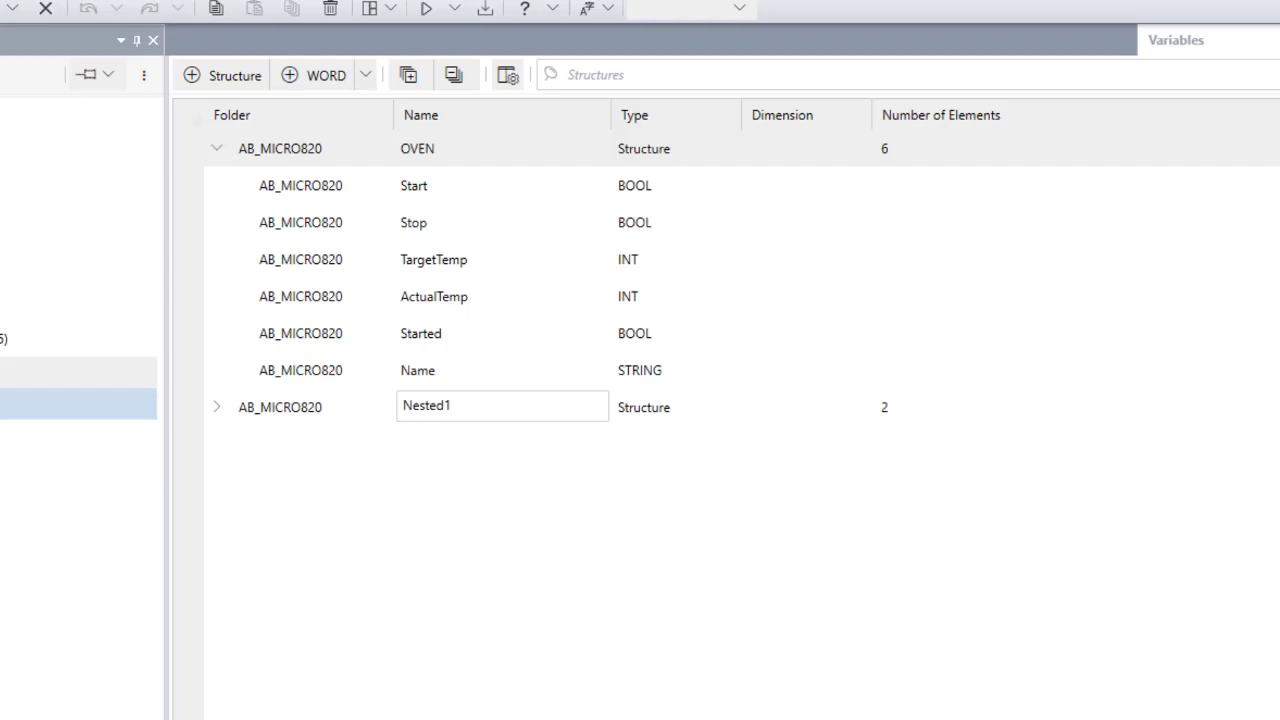 ?
Variables
Structure
WORD
Structures
Folder Name Type Dimension Number of Elements
AB_MICRO820 OVEN Structure 6
AB_MICRO820 Start BOOL
AB_MICRO820 Stop BOOL
AB_MICRO820 TargetTemp INT
AB_MICRO820 ActualTemp INT
AB_MICRO820 Started BOOL
AB_MICRO820 Name STRING
AB_MICRO820 Nested1 Structure 2